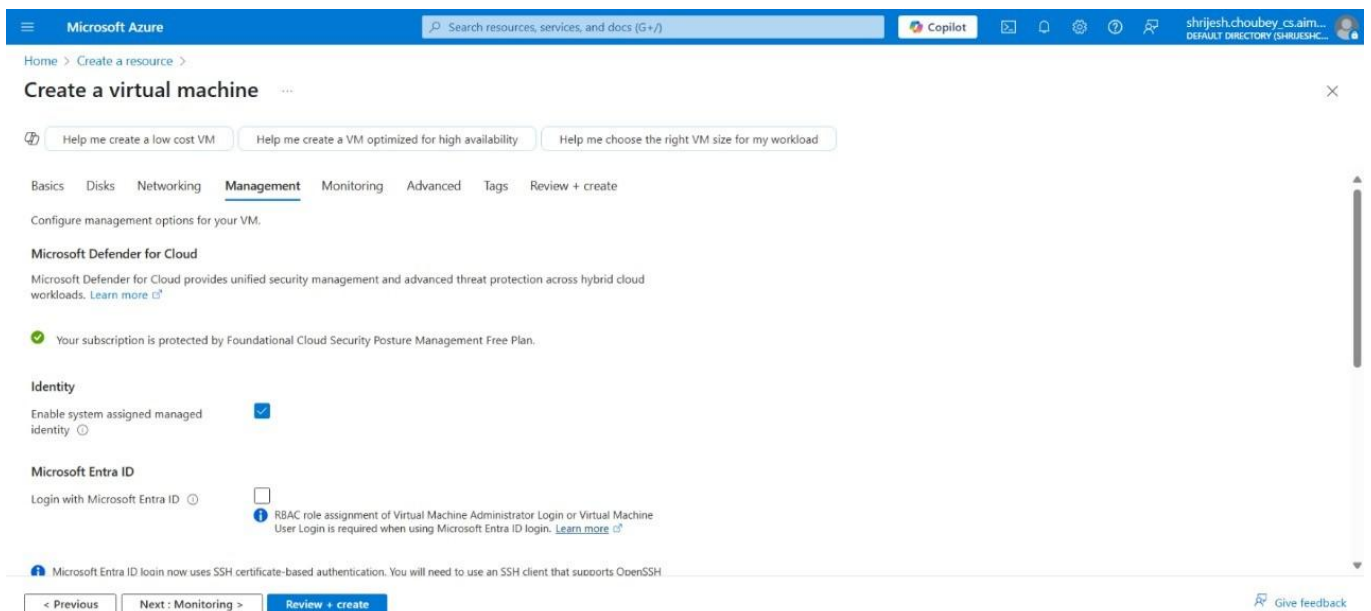 Microsoft Azure
Search resources, services, and docs (G+/)
Copilot
shrijesh.choubey_cs.aim...
DEFAULT DIRECTORY (SHRIJESHC...
Home > Create a resource >
Create a virtual machine ...
Help me create a low cost VM
Help me create a VM optimized for high availability
Help me choose the right VM size for my workload
Basics Disks Networking Management Monitoring Advanced Tags Review + create
Configure management options for your VM.
Microsoft Defender for Cloud
Microsoft Defender for Cloud provides unified security management and advanced threat protection across hybrid cloud
workloads. Learn more
Your subscription is protected by Foundational Cloud Security Posture Management Free Plan.
Identity
Enable system assigned managed
identity
Microsoft Entra ID
Login with Microsoft Entra ID
RBAC role assignment of Virtual Machine Administrator Login or Virtual Machine
User Login is required when using Microsoft Entra ID login. Learn more
Microsoft Entra ID login now uses SSH certificate-based authentication. You will need to use an SSH client that supports OpenSSH
< Previous
Next : Monitoring >
Review + create
Give feedback